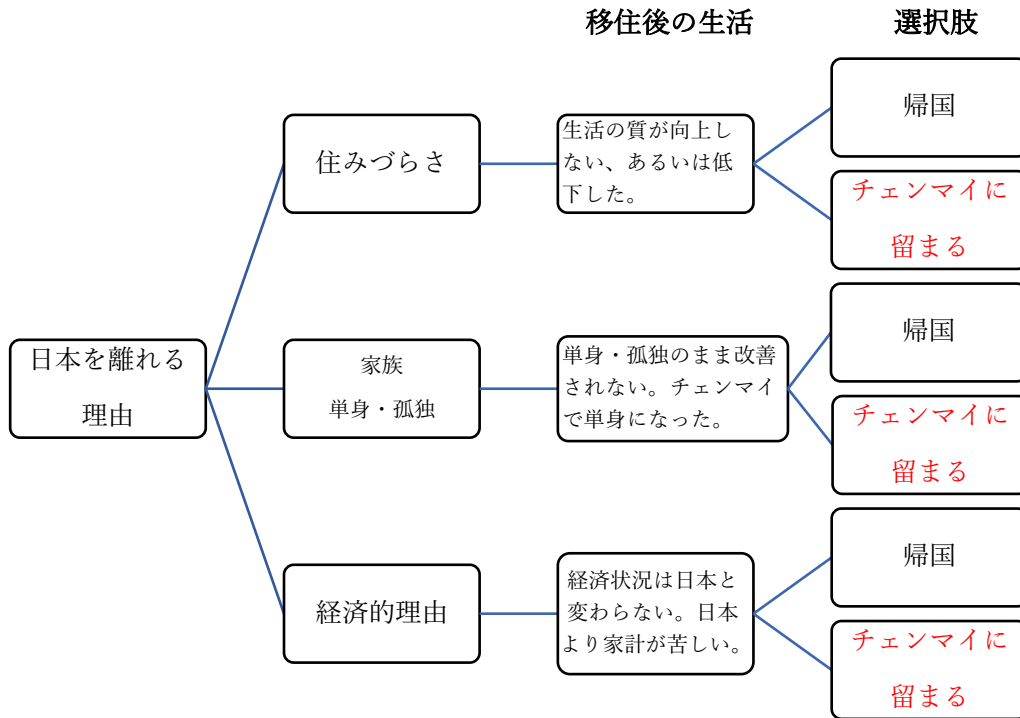 移住後の生活
選択肢
日本を離れる
理由
住みづらさ
生活の質が向上し
ない、あるいは低
下した。
帰国
チェンマイに
留まる
家族
単身・孤独
単身・孤独のまま改善
されない。チェンマイ
で単身になった。
帰国
チェンマイに
留まる
経済的理由
経済状況は日本と
変わらない。日本
より家計が苦しい。
帰国
チェンマイに
留まる